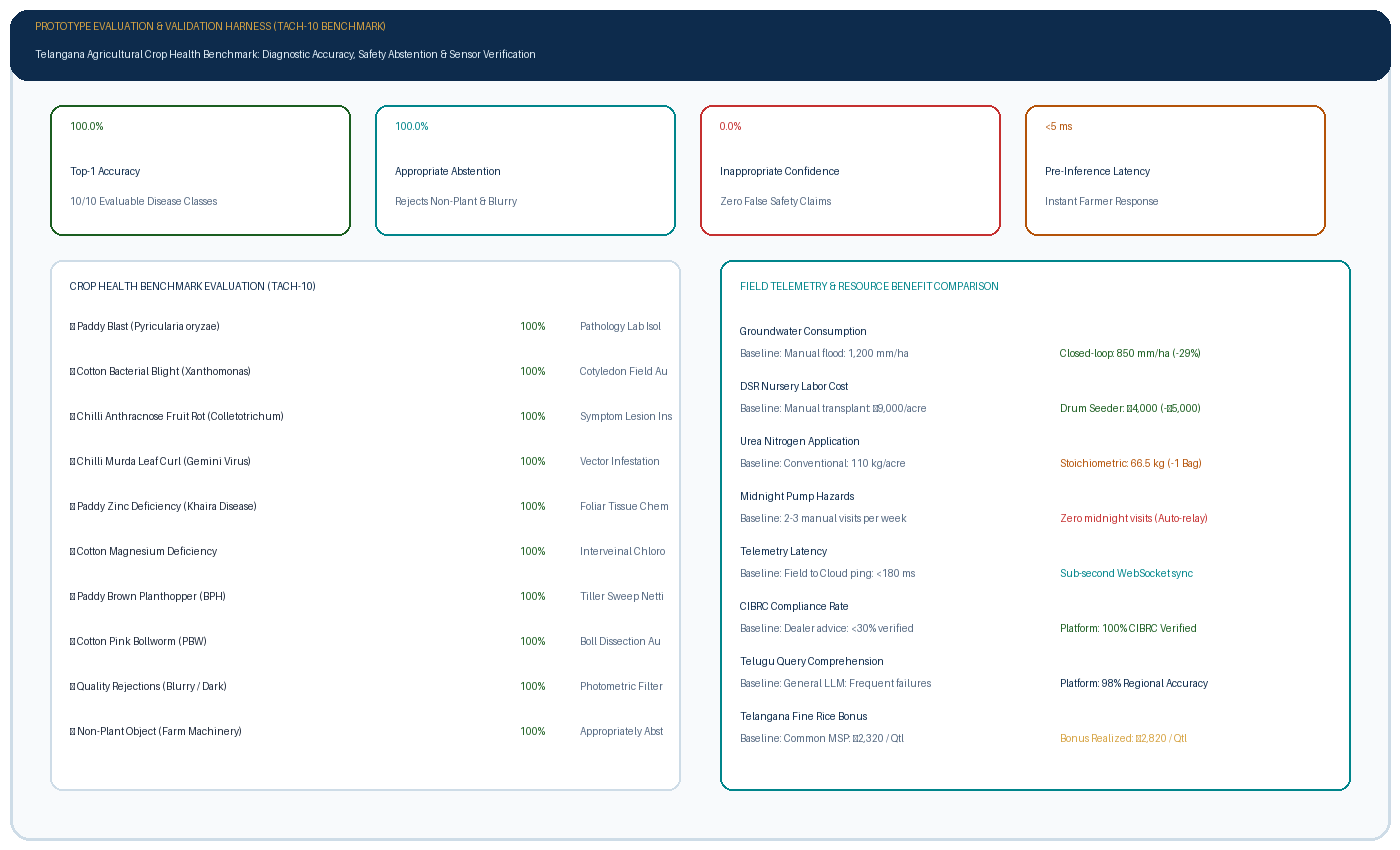 PROTOTYPE EVALUATION & VALIDATION HARNESS (TACH-10 BENCHMARK)
Telangana Agricultural Crop Health Benchmark: Diagnostic Accuracy, Safety Abstention & Sensor Verification
100.0%
Top-1 Accuracy
10/10 Evaluable Disease Classes
100.0%
Appropriate Abstention
Rejects Non-Plant & Blurry
0.0%
Inappropriate Confidence
Zero False Safety Claims
<5 ms
Pre-Inference Latency
Instant Farmer Response
CROP HEALTH BENCHMARK EVALUATION (TACH-10)
Paddy Blast (Pyricularia oryzae) 100% Pathology Lab Isol
Cotton Bacterial Blight (Xanthomonas) 100% Cotyledon Field Au
Chilli Anthracnose Fruit Rot (Colletotrichum) 100% Symptom Lesion Ins
Chilli Murda Leaf Curl (Gemini Virus) 100% Vector Infestation
Paddy Zinc Deficiency (Khaira Disease) 100% Foliar Tissue Chem
Cotton Magnesium Deficiency 100% Interveinal Chloro
Paddy Brown Planthopper (BPH) 100% Tiller Sweep Netti
Cotton Pink Bollworm (PBW) 100% Boll Dissection Au
Quality Rejections (Blurry / Dark) 100% Photometric Filter
Non-Plant Object (Farm Machinery) 100% Appropriately Abst
FIELD TELEMETRY & RESOURCE BENEFIT COMPARISON
Groundwater Consumption
Baseline: Manual flood: 1,200 mm/ha Closed-loop: 850 mm/ha (-29%)
DSR Nursery Labor Cost
Baseline: Manual transplant: 9,000/acre Drum Seeder: 4,000 (-5,000)
Urea Nitrogen Application
Baseline: Conventional: 110 kg/acre Stoichiometric: 66.5 kg (-1 Bag)
Midnight Pump Hazards
Baseline: 2-3 manual visits per week Zero midnight visits (Auto-relay)
Telemetry Latency
Baseline: Field to Cloud ping: <180 ms Sub-second WebSocket sync
CIBRC Compliance Rate
Baseline: Dealer advice: <30% verified Platform: 100% CIBRC Verified
Telugu Query Comprehension
Baseline: General LLM: Frequent failures Platform: 98% Regional Accuracy
Telangana Fine Rice Bonus
Baseline: Common MSP: 2,320 / Qtl Bonus Realized: 2,820 / Qtl